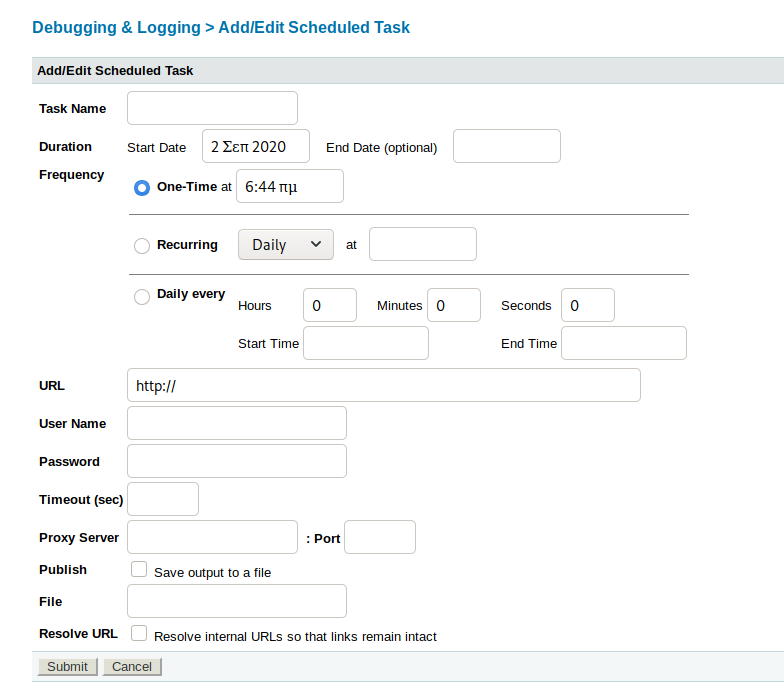 Debugging & Logging > Add/Edit Scheduled Task
Add/Edit Scheduled Task
Task Name
Duration Start Date 2 Σεπ 2020 End Date (optional)
Frequency
One-Time at 6:44 πμ
Recurring Daily at
Daily every Hours 0 Minutes 0 Seconds 0
Start Time End Time
URL http://
User Name
Password
Timeout (sec)
Proxy Server : Port
Publish Save output to a file
File
Resolve URL Resolve internal URLs so that links remain intact
Submit Cancel